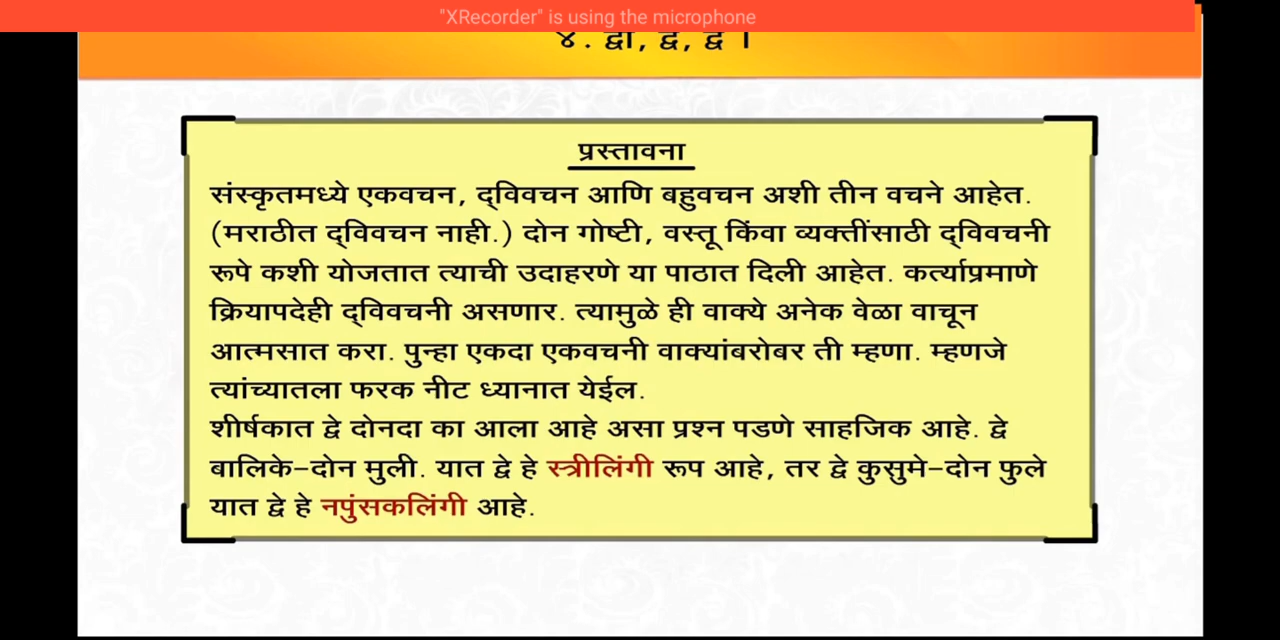 "XRecorder" is using the microphone
४. द्वौ, द्वे, द्वे ।
प्रस्तावना
संस्कृतमध्ये एकवचन, द्‌विवचन आणि बहुवचन अशी तीन वचने आहेत.
(मराठीत द्‌विवचन नाही.) दोन गोष्टी, वस्तू किंवा व्यक्तींसाठी द्‌विवचनी
रूपे कशी योजतात त्याची उदाहरणे या पाठात दिली आहेत. कर्त्याप्रमाणे
क्रियापदेही द्‌विवचनी असणार. त्यामुळे ही वाक्ये अनेक वेळा वाचून
आत्मसात करा. पुन्हा एकदा एकवचनी वाक्यांबरोबर ती म्हणा. म्हणजे
त्यांच्यातला फरक नीट ध्यानात येईल.
शीर्षकात द्वे दोनदा का आला आहे असा प्रश्न पडणे साहजिक आहे. द्वे
बालिके–दोन मुली. यात द्वे हे स्त्रीलिंगी रूप आहे, तर द्वे कुसुमे–दोन फुले
यात द्वे हे नपुंसकलिंगी आहे.